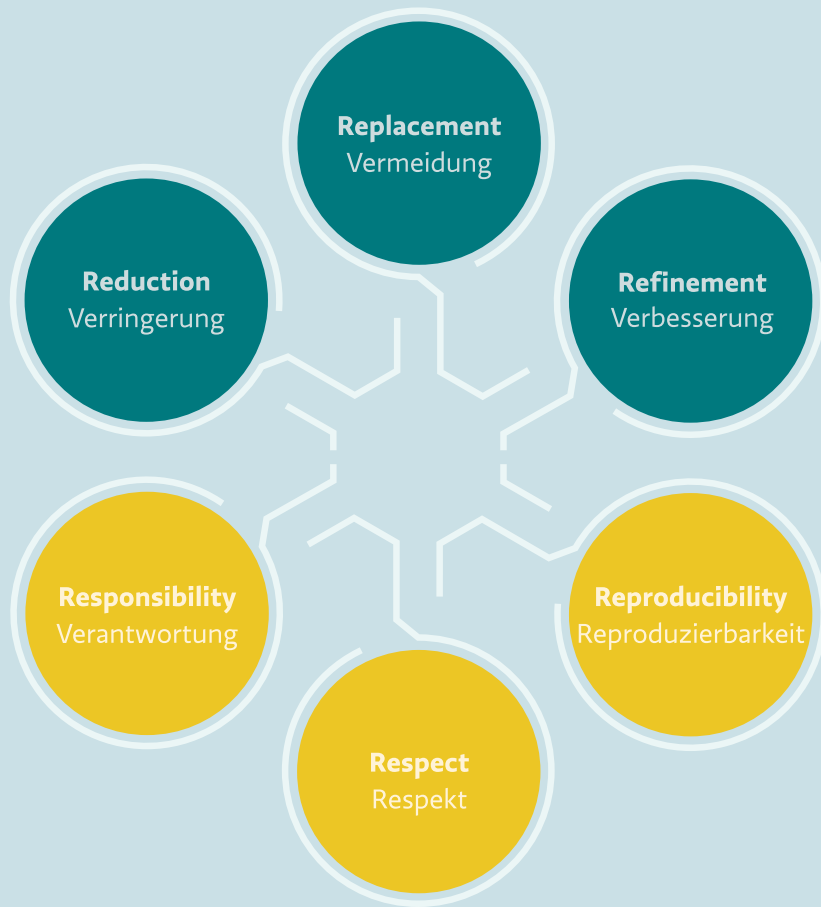 Replacement
Vermeidung
Reduction
Verringerung
Refinement
Verbesserung
Responsibility
Verantwortung
Reproducibility
Reproduzierbarkeit
Respect
Respekt